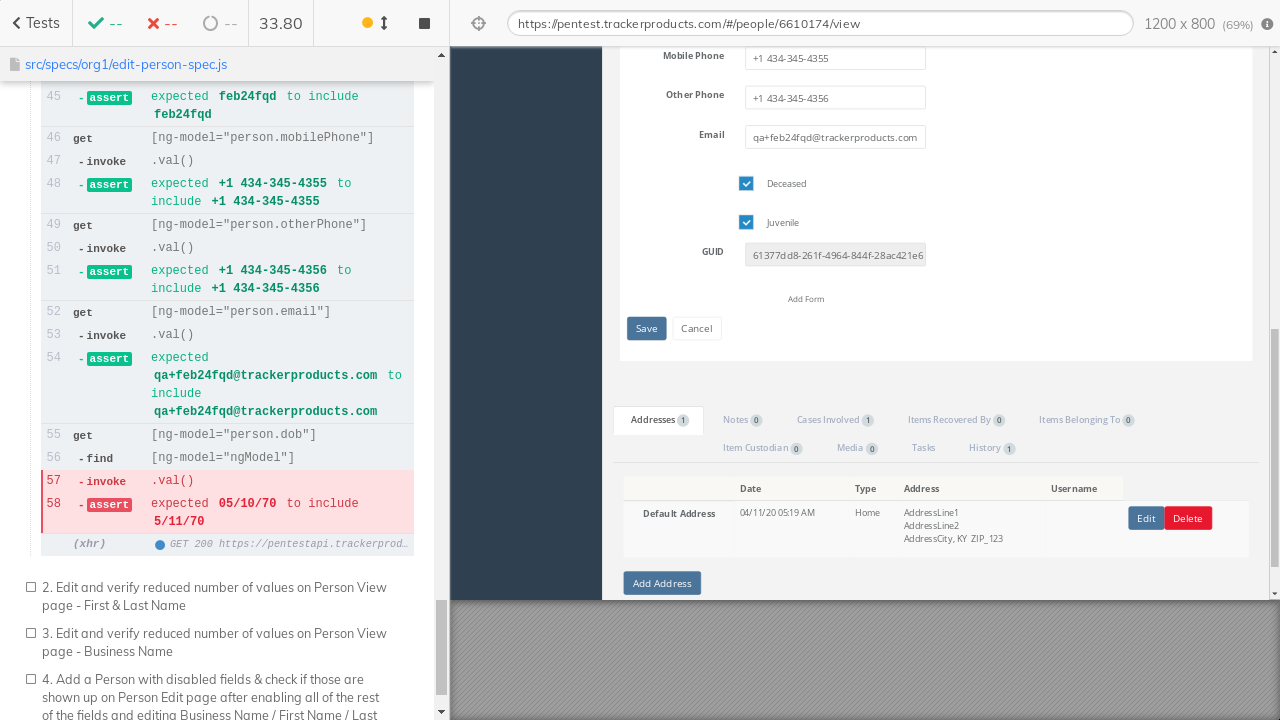 Tests
--
--
--
33.80
https://pentest.trackerproducts.com/#/people/6610174/view
1200 x 800 (69%)
src/specs/org1/edit-person-spec.js
45 - assert expected feb24fqd to include
feb24fqd
46 get [ng-model="person.mobilePhone"]
47 - invoke .val()
48 - assert expected +1 434-345-4355 to
include +1 434-345-4355
49 get [ng-model="person.otherPhone"]
50 - invoke .val()
51 - assert expected +1 434-345-4356 to
include +1 434-345-4356
52 get [ng-model="person.email"]
53 - invoke .val()
54 - assert expected
qa+feb24fqd@trackerproducts.com to
include
qa+feb24fqd@trackerproducts.com
55 get [ng-model="person.dob"]
56 - find [ng-model="ngModel"]
57 - invoke .val()
58 - assert expected 05/10/70 to include
5/11/70
(xhr) GET 200 https://pentestapi.trackerprod…
2. Edit and verify reduced number of values on Person View
page - First & Last Name
3. Edit and verify reduced number of values on Person View
page - Business Name
4. Add a Person with disabled fields & check if those are
shown up on Person Edit page after enabling all of the rest
of the fields and editing Business Name / First Name / Last
Mobile Phone +1 434-345-4355
Other Phone +1 434-345-4356
Email qa+feb24fqd@trackerproducts.com
Deceased
Juvenile
GUID 61377dd8-261f-4964-844f-28ac421e6
Add Form
Save Cancel
Addresses 1 Notes 0 Cases Involved 1 Items Recovered By 0 Items Belonging To 0
Item Custodian 0 Media 0 Tasks History 1
Date Type Address Username
Default Address 04/11/20 05:19 AM Home AddressLine1 Edit Delete
AddressLine2
AddressCity, KY ZIP_123
Add Address